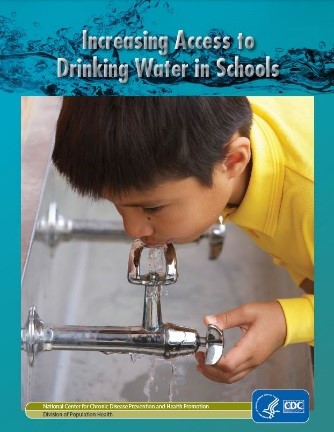 Increasing Access to
Drinking Water in Schools
National Center for Chronic Disease Prevention and Health Promotion
Division of Population Health
CDC